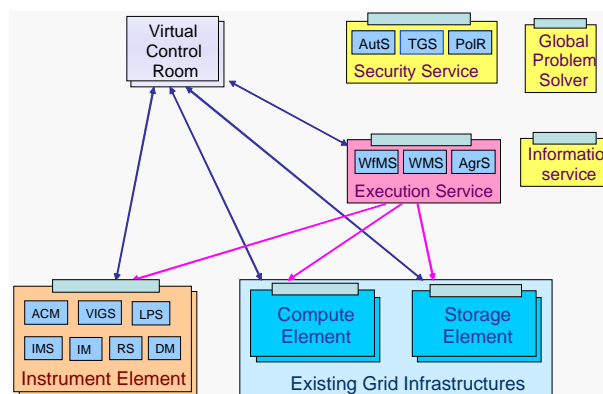 Virtual
Control
Room
AutS TGS PolR
Security Service
Global
Problem
Solver
WfMS WMS AgrS
Execution Service
Informatio
service
ACM VIGS LPS
IMS IM RS DM
Instrument Element
Compute
Element
Storage
Element
Existing Grid Infrastructures